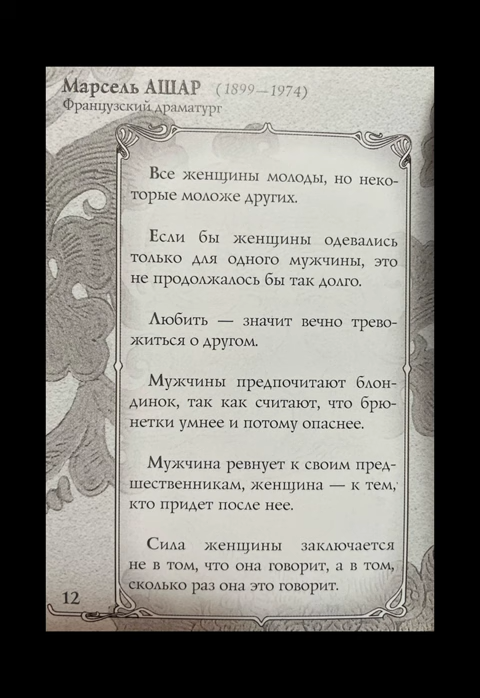 Марсель АШАР (1899—1974)
Французский драматург
Все женщины молоды, но неко-
торые моложе других.
Если бы женщины одевались
только для одного мужчины, это
не продолжалось бы так долго.
Любить — значит вечно трево-
житься о другом.
Мужчины предпочитают блон-
динок, так как считают, что брю-
нетки умнее и потому опаснее.
Мужчина ревнует к своим пред-
шественникам, женщина — к тем,
кто придет после нее.
Сила женщины заключается
не в том, что она говорит, а в том,
сколько раз она это говорит.
12